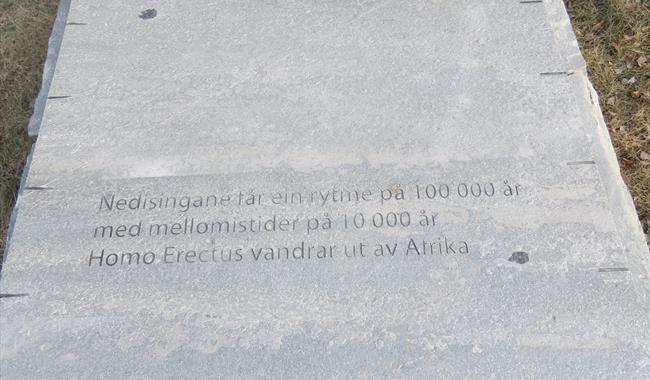 Nedisingane får ein rytme på 100 000 år
med mellomistider på 10 000 år
Homo Erectus vandrar ut av Afrika